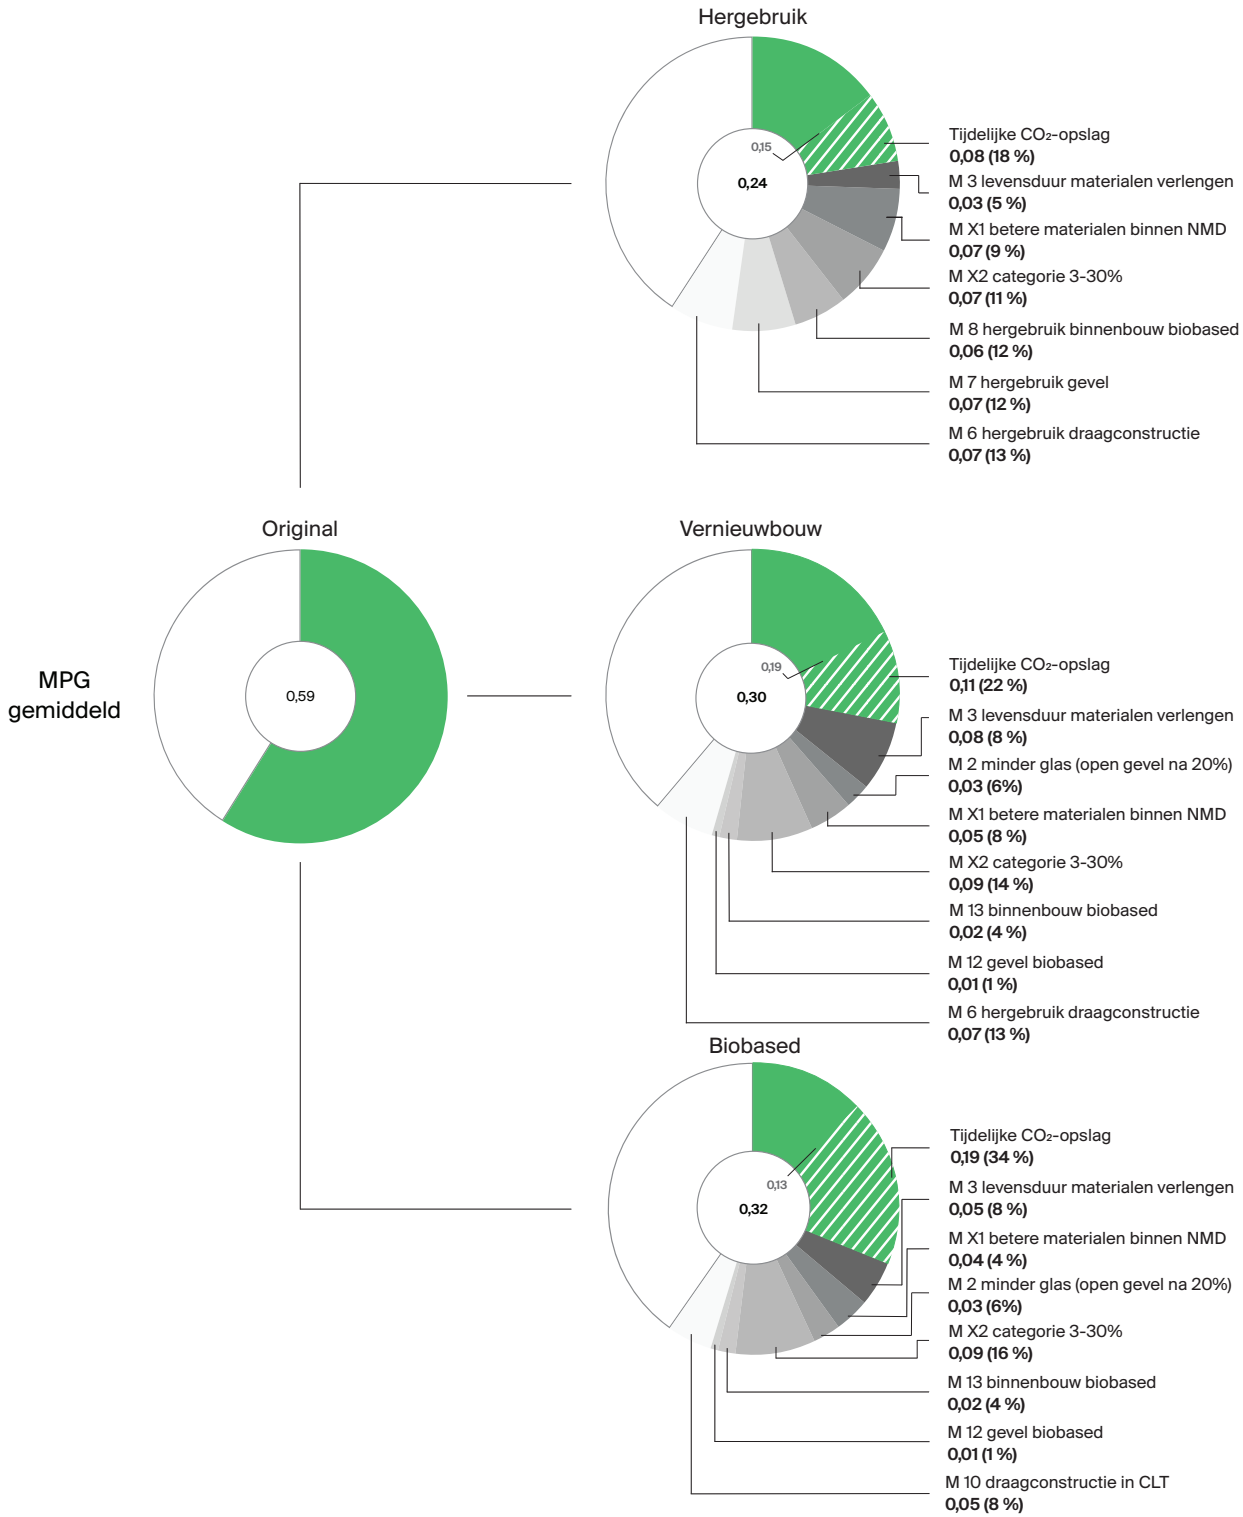 Hergebruik
0,15
0,24
Tijdelijke CO₂-opslag
0,08 (18 %)
M 3 levensduur materialen verlengen
0,03 (5 %)
M X1 betere materialen binnen NMD
0,07 (9 %)
M X2 categorie 3-30%
0,07 (11 %)
M 8 hergebruik binnenbouw biobased
0,06 (12 %)
M 7 hergebruik gevel
0,07 (12 %)
M 6 hergebruik draagconstructie
0,07 (13 %)
MPG
gemiddeld
Original
0,59
Vernieuwbouw
0,19
0,30
Tijdelijke CO₂-opslag
0,11 (22 %)
M 3 levensduur materialen verlengen
0,08 (8 %)
M 2 minder glas (open gevel na 20%)
0,03 (6%)
M X1 betere materialen binnen NMD
0,05 (8 %)
M X2 categorie 3-30%
0,09 (14 %)
M 13 binnenbouw biobased
0,02 (4 %)
M 12 gevel biobased
0,01 (1 %)
M 6 hergebruik draagconstructie
0,07 (13 %)
Biobased
0,13
0,32
Tijdelijke CO₂-opslag
0,19 (34 %)
M 3 levensduur materialen verlengen
0,05 (8 %)
M X1 betere materialen binnen NMD
0,04 (4 %)
M 2 minder glas (open gevel na 20%)
0,03 (6%)
M X2 categorie 3-30%
0,09 (16 %)
M 13 binnenbouw biobased
0,02 (4 %)
M 12 gevel biobased
0,01 (1 %)
M 10 draagconstructie in CLT
0,05 (8 %)